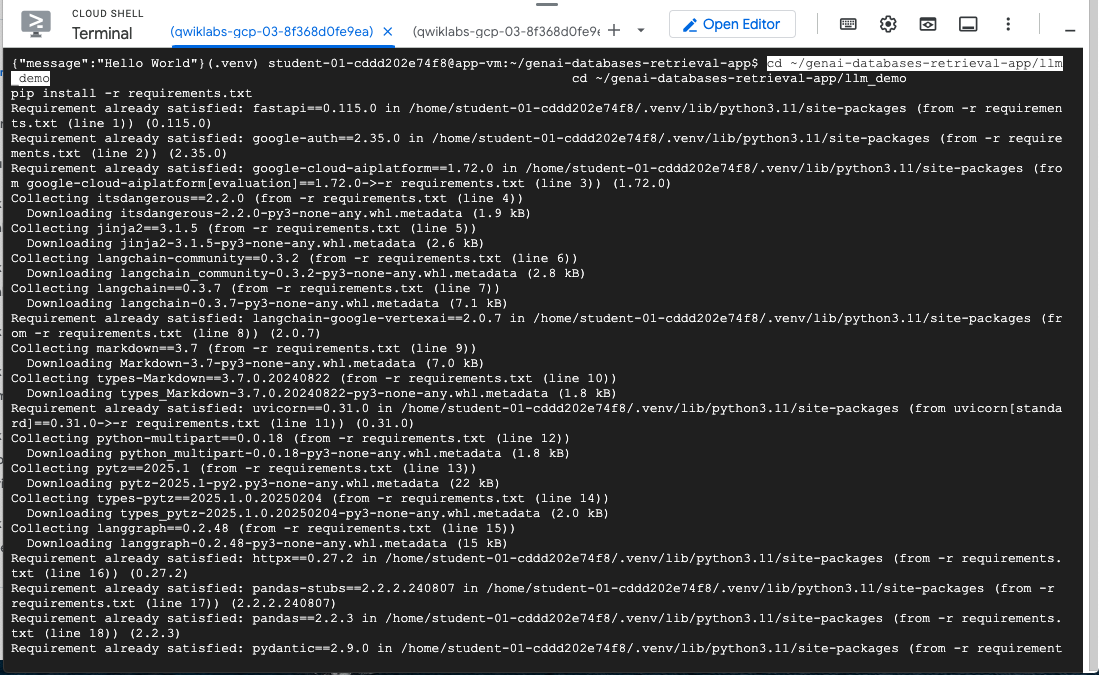 CLOUD SHELL
Terminal
(qwiklabs-gcp-03-8f368d0fe9ea)
(qwiklabs-gcp-03-8f368d0fe9e
Open Editor
{"message":"Hello World"}(.venv) student-01-cddd202e74f8@app-vm:~/genai-databases-retrieval-app$ cd ~/genai-databases-retrieval-app/llm
_demo cd ~/genai-databases-retrieval-app/llm_demo
pip install -r requirements.txt
Requirement already satisfied: fastapi==0.115.0 in /home/student-01-cddd202e74f8/.venv/lib/python3.11/site-packages (from -r requiremen
ts.txt (line 1)) (0.115.0)
Requirement already satisfied: google-auth==2.35.0 in /home/student-01-cddd202e74f8/.venv/lib/python3.11/site-packages (from -r require
ments.txt (line 2)) (2.35.0)
Requirement already satisfied: google-cloud-aiplatform==1.72.0 in /home/student-01-cddd202e74f8/.venv/lib/python3.11/site-packages (fro
m google-cloud-aiplatform[evaluation]==1.72.0->-r requirements.txt (line 3)) (1.72.0)
Collecting itsdangerous==2.2.0 (from -r requirements.txt (line 4))
  Downloading itsdangerous-2.2.0-py3-none-any.whl.metadata (1.9 kB)
Collecting jinja2==3.1.5 (from -r requirements.txt (line 5))
  Downloading jinja2-3.1.5-py3-none-any.whl.metadata (2.6 kB)
Collecting langchain-community==0.3.2 (from -r requirements.txt (line 6))
  Downloading langchain_community-0.3.2-py3-none-any.whl.metadata (2.8 kB)
Collecting langchain==0.3.7 (from -r requirements.txt (line 7))
  Downloading langchain-0.3.7-py3-none-any.whl.metadata (7.1 kB)
Requirement already satisfied: langchain-google-vertexai==2.0.7 in /home/student-01-cddd202e74f8/.venv/lib/python3.11/site-packages (fr
om -r requirements.txt (line 8)) (2.0.7)
Collecting markdown==3.7 (from -r requirements.txt (line 9))
  Downloading Markdown-3.7-py3-none-any.whl.metadata (7.0 kB)
Collecting types-Markdown==3.7.0.20240822 (from -r requirements.txt (line 10))
  Downloading types_Markdown-3.7.0.20240822-py3-none-any.whl.metadata (1.8 kB)
Requirement already satisfied: uvicorn==0.31.0 in /home/student-01-cddd202e74f8/.venv/lib/python3.11/site-packages (from uvicorn[standa
rd]==0.31.0->-r requirements.txt (line 11)) (0.31.0)
Collecting python-multipart==0.0.18 (from -r requirements.txt (line 12))
  Downloading python_multipart-0.0.18-py3-none-any.whl.metadata (1.8 kB)
Collecting pytz==2025.1 (from -r requirements.txt (line 13))
  Downloading pytz-2025.1-py2.py3-none-any.whl.metadata (22 kB)
Collecting types-pytz==2025.1.0.20250204 (from -r requirements.txt (line 14))
  Downloading types_pytz-2025.1.0.20250204-py3-none-any.whl.metadata (2.0 kB)
Collecting langgraph==0.2.48 (from -r requirements.txt (line 15))
  Downloading langgraph-0.2.48-py3-none-any.whl.metadata (15 kB)
Requirement already satisfied: httpx==0.27.2 in /home/student-01-cddd202e74f8/.venv/lib/python3.11/site-packages (from -r requirements.
txt (line 16)) (0.27.2)
Requirement already satisfied: pandas-stubs==2.2.2.240807 in /home/student-01-cddd202e74f8/.venv/lib/python3.11/site-packages (from -r
requirements.txt (line 17)) (2.2.2.240807)
Requirement already satisfied: pandas==2.2.3 in /home/student-01-cddd202e74f8/.venv/lib/python3.11/site-packages (from -r requirements.
txt (line 18)) (2.2.3)
Requirement already satisfied: pydantic==2.9.0 in /home/student-01-cddd202e74f8/.venv/lib/python3.11/site-packages (from -r requirement